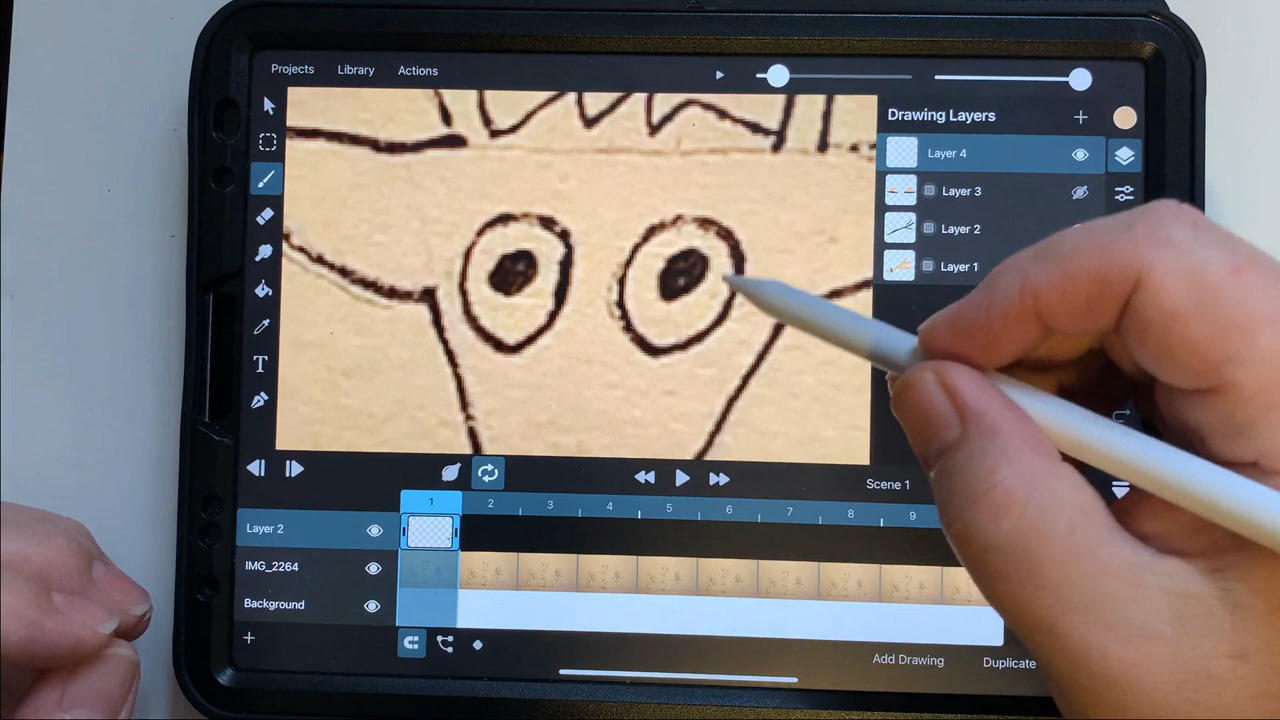 Projects Library Actions
Drawing Layers
Layer 4
Layer 3
Layer 2
Layer 1
T
Scene 1
1 2 3 4 5 6 7 8 9
Layer 2
IMG_2264
Background
Add Drawing Duplicate